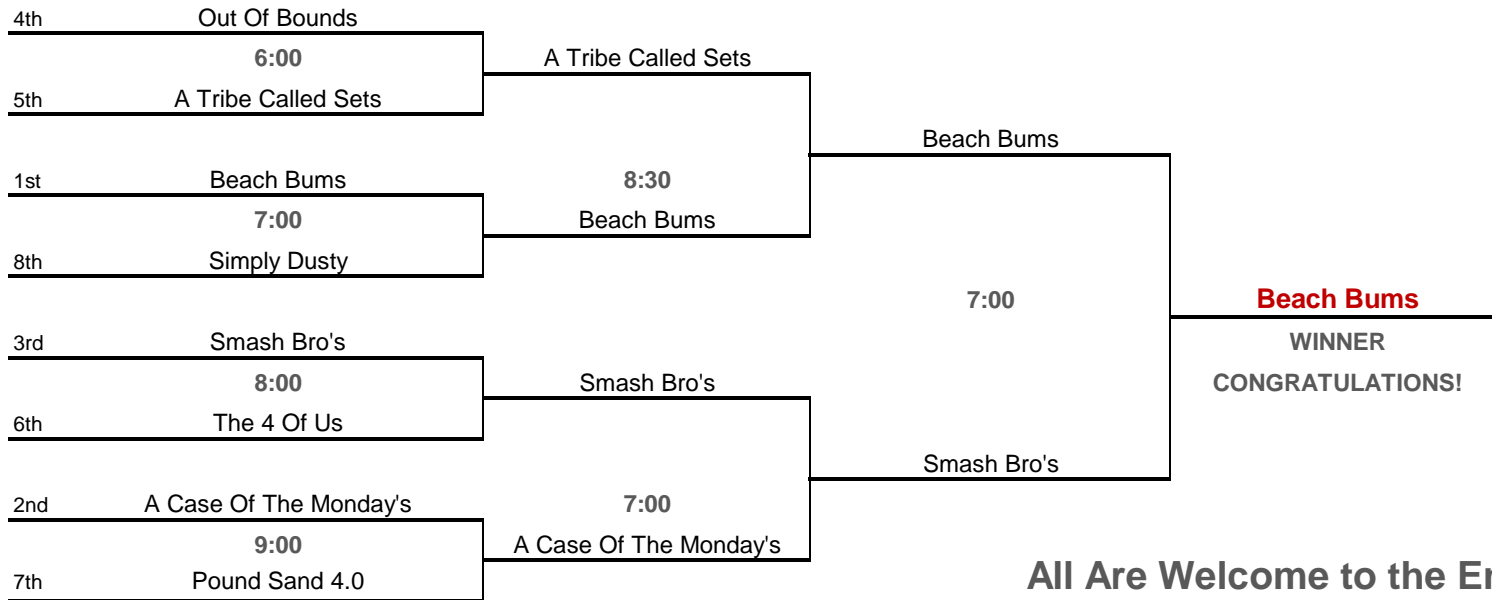 4th Out Of Bounds
6:00 A Tribe Called Sets
5th A Tribe Called Sets
Beach Bums
1st Beach Bums 8:30
7:00 Beach Bums
8th Simply Dusty
7:00 Beach Bums
3rd Smash Bro's WINNER
8:00 Smash Bro's CONGRATULATIONS!
6th The 4 Of Us
Smash Bro's
2nd A Case Of The Monday's 7:00
9:00 A Case Of The Monday's
7th Pound Sand 4.0 All Are Welcome to the